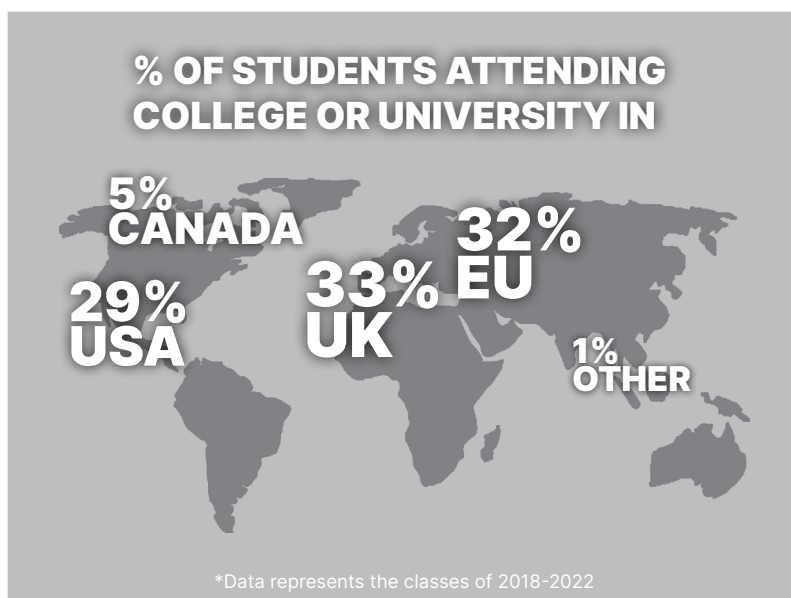 % OF STUDENTS ATTENDING
COLLEGE OR UNIVERSITY IN
5%
CANADA
32%
EU
33%
UK
29%
USA
1%
OTHER
*Data represents the classes of 2018-2022